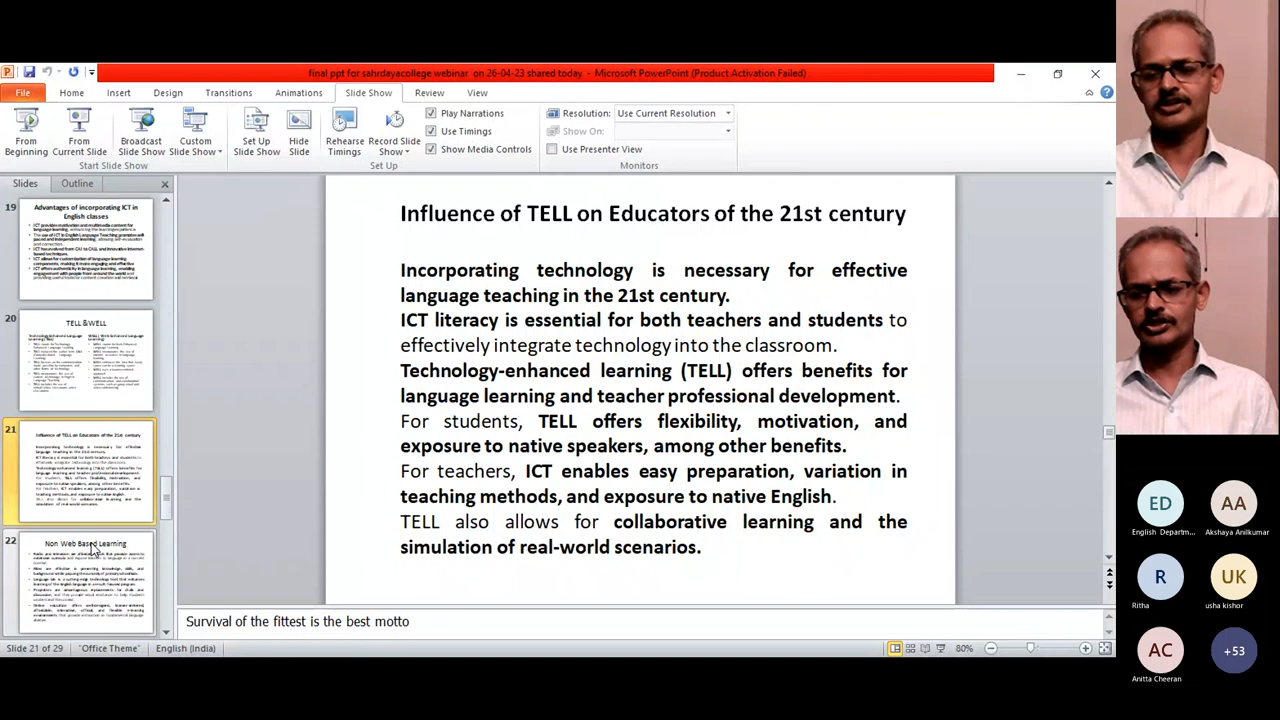 final ppt for sahrdayacollege webinar on 26-04-23 shared today - Microsoft PowerPoint (Product Activation Failed)
File Home Insert Design Transitions Animations Slide Show Review View
From Beginning
From Current Slide
Broadcast Slide Show
Custom Slide Show
Start Slide Show
Set Up Slide Show
Hide Slide
Rehearse Timings
Record Slide Show
Play Narrations
Use Timings
Show Media Controls
Set Up
Resolution: Use Current Resolution
Show On:
Use Presenter View
Monitors
Slides Outline
19
Advantages of incorporating ICT in
English classes
20
TELL &WELL
21
Influence of TELL on Educators of the 21st century
22
Non Web Based Learning
Influence of TELL on Educators of the 21st century
Incorporating technology is necessary for effective
language teaching in the 21st century.
ICT literacy is essential for both teachers and students to
effectively integrate technology into the classroom.
Technology-enhanced learning (TELL) offers benefits for
language learning and teacher professional development.
For students, TELL offers flexibility, motivation, and
exposure to native speakers, among other benefits.
For teachers, ICT enables easy preparation, variation in
teaching methods, and exposure to native English.
TELL also allows for collaborative learning and the
simulation of real-world scenarios.
Survival of the fittest is the best motto
Slide 21 of 29 "Office Theme" English (India) 80%
ED
English Departm...
AA
Akshaya Anilkumar
R
Ritha
UK
usha kishor
AC
Anitta Cheeran
+53